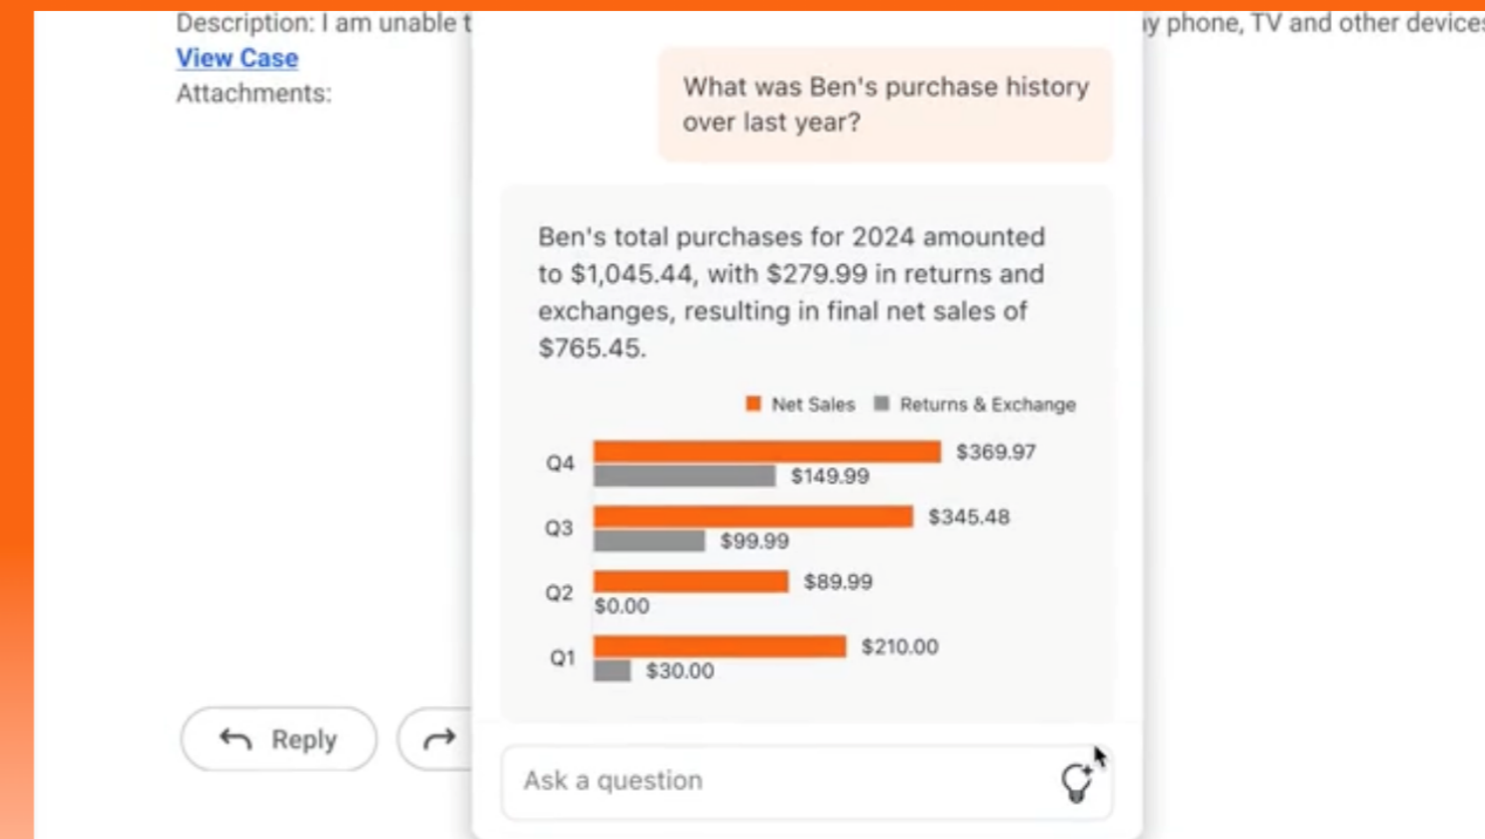 Description: I am unable t
y phone, TV and other devices
View Case
Attachments:
What was Ben's purchase history
over last year?
Ben's total purchases for 2024 amounted
to $1,045.44, with $279.99 in returns and
exchanges, resulting in final net sales of
$765.45.
Net Sales Returns & Exchange
Q4 $369.97
$149.99
Q3 $345.48
$99.99
Q2 $89.99
$0.00
Q1 $210.00
$30.00
Reply
Ask a question